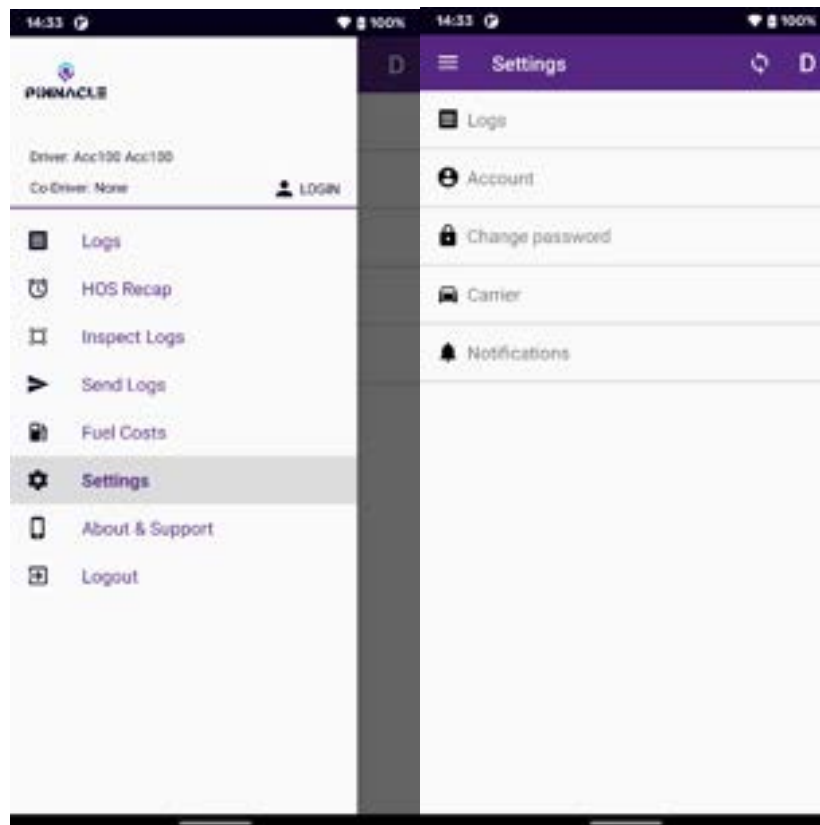 14:33 100%
PINNACLE
D
Driver: Acc100 Acc100
Co-Driver: None LOGIN
Logs
HOS Recap
Inspect Logs
Send Logs
Fuel Costs
Settings
About & Support
Logout
14:33 100%
Settings D
Logs
Account
Change password
Carrier
Notifications